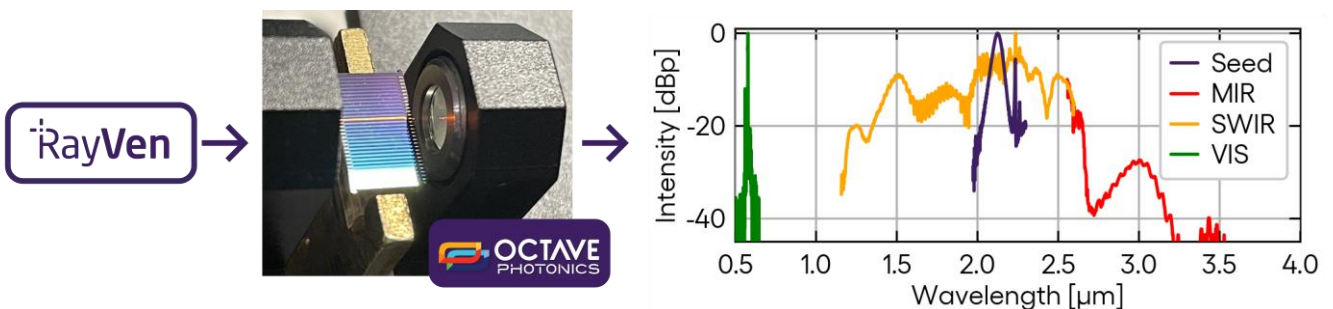 RayVen
OCTAVE
PHOTONICS
Intensity [dBp]
0
-20
-40
Seed
MIR
SWIR
VIS
0.5 1.0 1.5 2.0 2.5 3.0 3.5 4.0
Wavelength [μm]